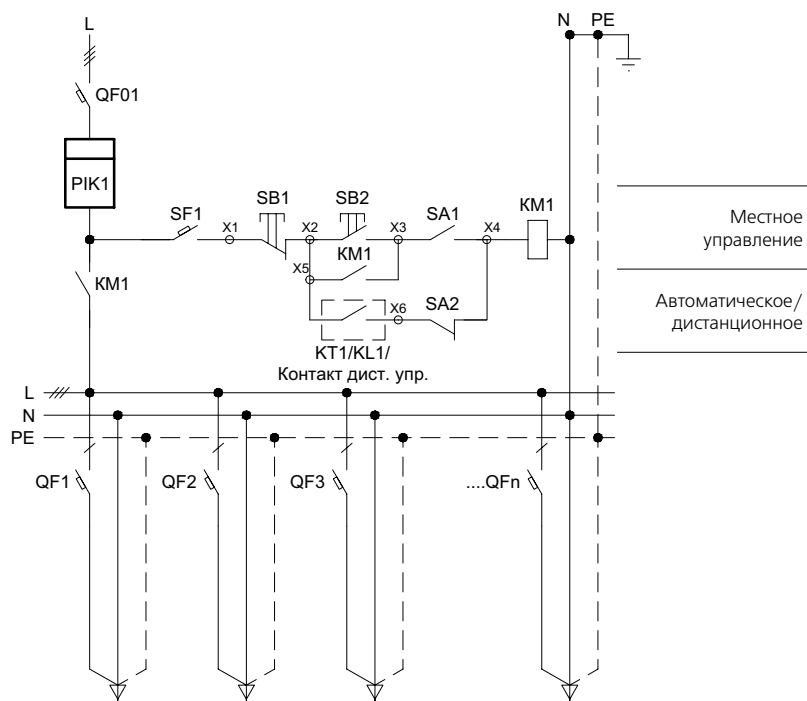 L
N PE
QF01
PIK1
SF1
X1
SB1
X2
SB2
X3
SA1
X4
KM1
Местное
управление
KM1
X5
KM1
X6
SA2
Автоматическое/
дистанционное
KT1/KL1/
Контакт дист. упр.
L
N
PE
QF1
QF2
QF3
....QFn